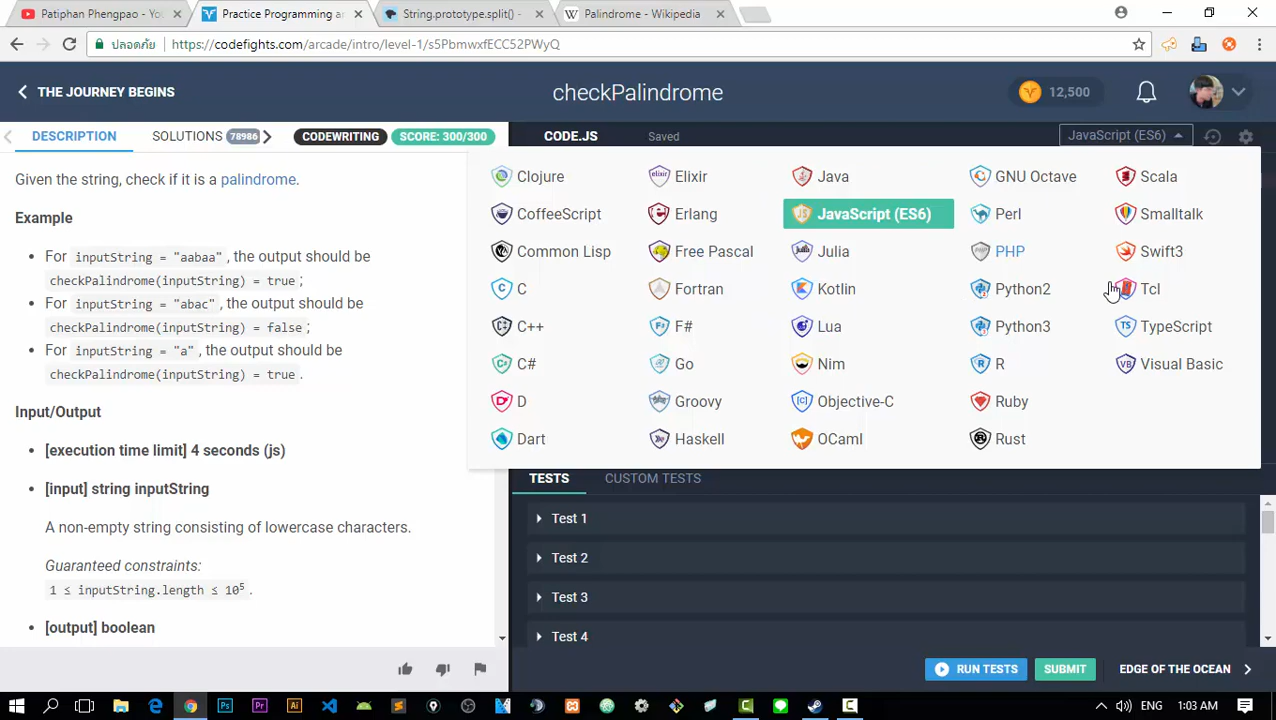 Patiphan Phengpao - You
Practice Programming an
String.prototype.split() -
Palindrome - Wikipedia
ปลอดภัย
https://codefights.com/arcade/intro/level-1/s5PbmwxfECC52PWyQ
THE JOURNEY BEGINS
checkPalindrome
12,500
DESCRIPTION
SOLUTIONS 78986
CODEWRITING
SCORE: 300/300
CODE.JS
Saved
JavaScript (ES6)
Given the string, check if it is a palindrome.
Example
• For inputString = "aabaa", the output should be
checkPalindrome(inputString) = true;
• For inputString = "abac", the output should be
checkPalindrome(inputString) = false;
• For inputString = "a", the output should be
checkPalindrome(inputString) = true.
Input/Output
• [execution time limit] 4 seconds (js)
• [input] string inputString
A non-empty string consisting of lowercase characters.
Guaranteed constraints:
1 ≤ inputString.length ≤ 10⁵.
• [output] boolean
Clojure
CoffeeScript
Common Lisp
C
C++
C#
D
Dart
Elixir
Erlang
Free Pascal
Fortran
F#
Go
Groovy
Haskell
Java
JavaScript (ES6)
Julia
Kotlin
Lua
Nim
Objective-C
OCaml
GNU Octave
Perl
PHP
Python2
Python3
R
Ruby
Rust
Scala
Smalltalk
Swift3
Tcl
TypeScript
Visual Basic
TESTS
CUSTOM TESTS
Test 1
Test 2
Test 3
Test 4
RUN TESTS
SUBMIT
EDGE OF THE OCEAN
ENG
1:03 AM